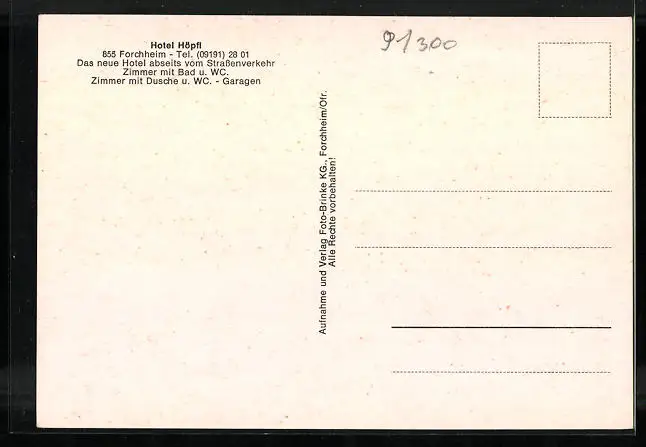 Hotel Höpfl
855 Forchheim - Tel. (09191) 28 01
Das neue Hotel abseits vom Straßenverkehr
Zimmer mit Bad u. WC.
Zimmer mit Dusche u. WC. - Garagen
91300
Aufnahme und Verlag Foto-Brinke KG., Forchheim/Ofr.
Alle Rechte vorbehalten!